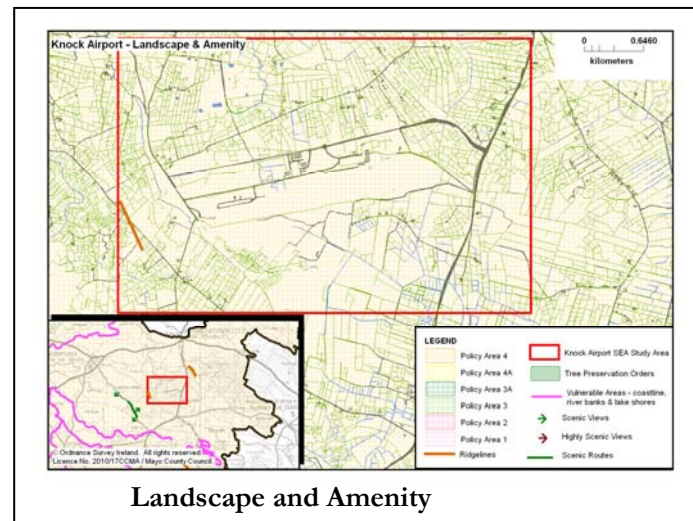 Knock Airport - Landscape & Amenity
0 0.6460
kilometers
© Ordnance Survey Ireland. All rights reserved
Licence No. 2010/17CCMA / Mayo County Council
LEGEND
Policy Area 4
Policy Area 4A
Policy Area 3A
Policy Area 3
Policy Area 2
Policy Area 1
Ridgelines
Knock Airport SEA Study Area
Tree Preservation Orders
Vulnerable Areas - coastline,
river banks & lake shores
Scenic Views
Highly Scenic Views
Scenic Routes
Landscape and Amenity